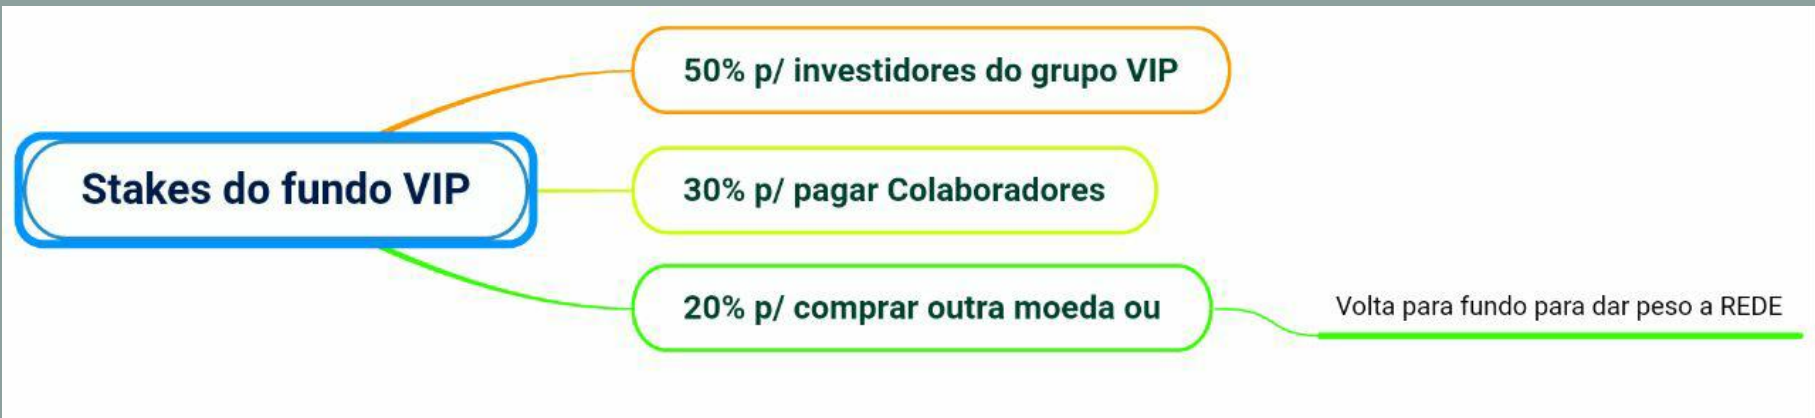 50% p/ investidores do grupo VIP
Stakes do fundo VIP
30% p/ pagar Colaboradores
20% p/ comprar outra moeda ou
Volta para fundo para dar peso a REDE